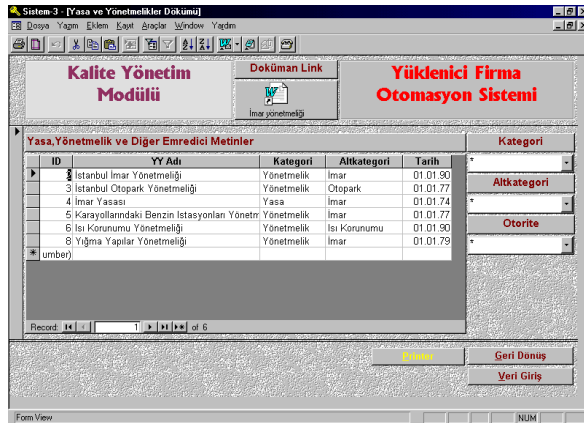 Sistem-3 - [Yasa ve Yönetmelikler Dökümü]
Dosya Yazım Eklem Kayıt Araçlar Window Yardım
Kalite Yönetim
Modülü
Doküman Link
İmar yönetmeliği
Yüklenici Firma
Otomasyon Sistemi
Yasa,Yönetmelik ve Diğer Emredici Metinler
ID YY Adı Kategori Altkategori Tarih
İstanbul İmar Yönetmeliği Yönetmelik İmar 01.01.90
3 İstanbul Otopark Yönetmeliği Yönetmelik Otopark 01.01.77
4 İmar Yasası Yasa İmar 01.01.74
5 Karayollarındaki Benzin İstasyonları Yönetm Yönetmelik İmar 01.01.77
6 Isı Korunumu Yönetmeliği Yönetmelik Isı Korunumu 01.01.90
8 Yığma Yapılar Yönetmeliği Yönetmelik İmar 01.01.79
* umber)
Record: 1 of 6
Kategori
*
Altkategori
*
Otorite
*
Printer
Geri Dönüş
Veri Giriş
Form View NUM